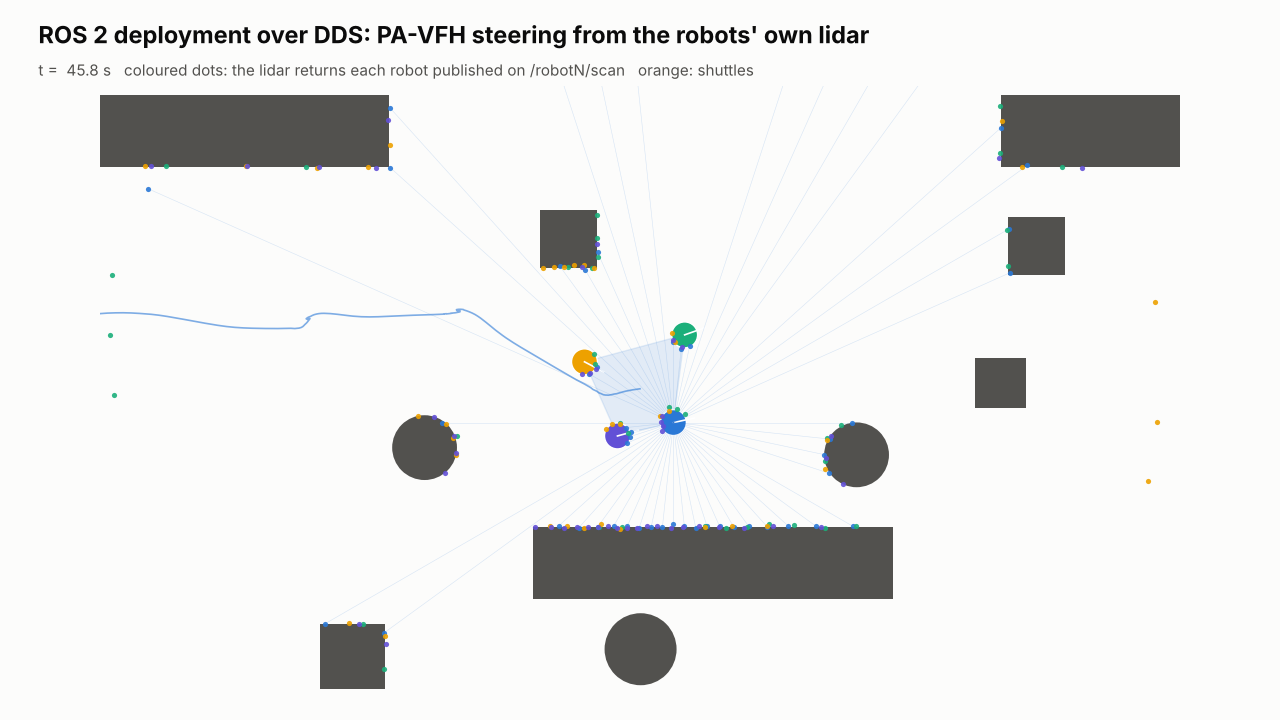 ROS 2 deployment over DDS: PA-VFH steering from the robots' own lidar
t =  45.8 s   coloured dots: the lidar returns each robot published on /robotN/scan   orange: shuttles